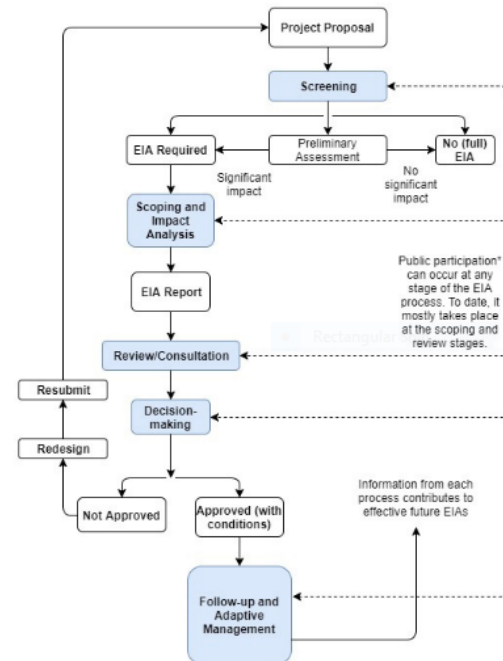 Project Proposal
Screening
EIA Required
Preliminary
Assessment
No (full)
EIA
Significant
impact
No
significant
impact
Scoping and
Impact
Analysis
Public participation*
can occur at any
stage of the EIA
process. To date, it
mostly takes place
at the scoping and
review stages.
EIA Report
Rectangular
Review/Consultation
Resubmit
Decision-
making
Redesign
Information from each
process contributes to
effective future EIAs
Not Approved
Approved (with
conditions)
Follow-up and
Adaptive
Management